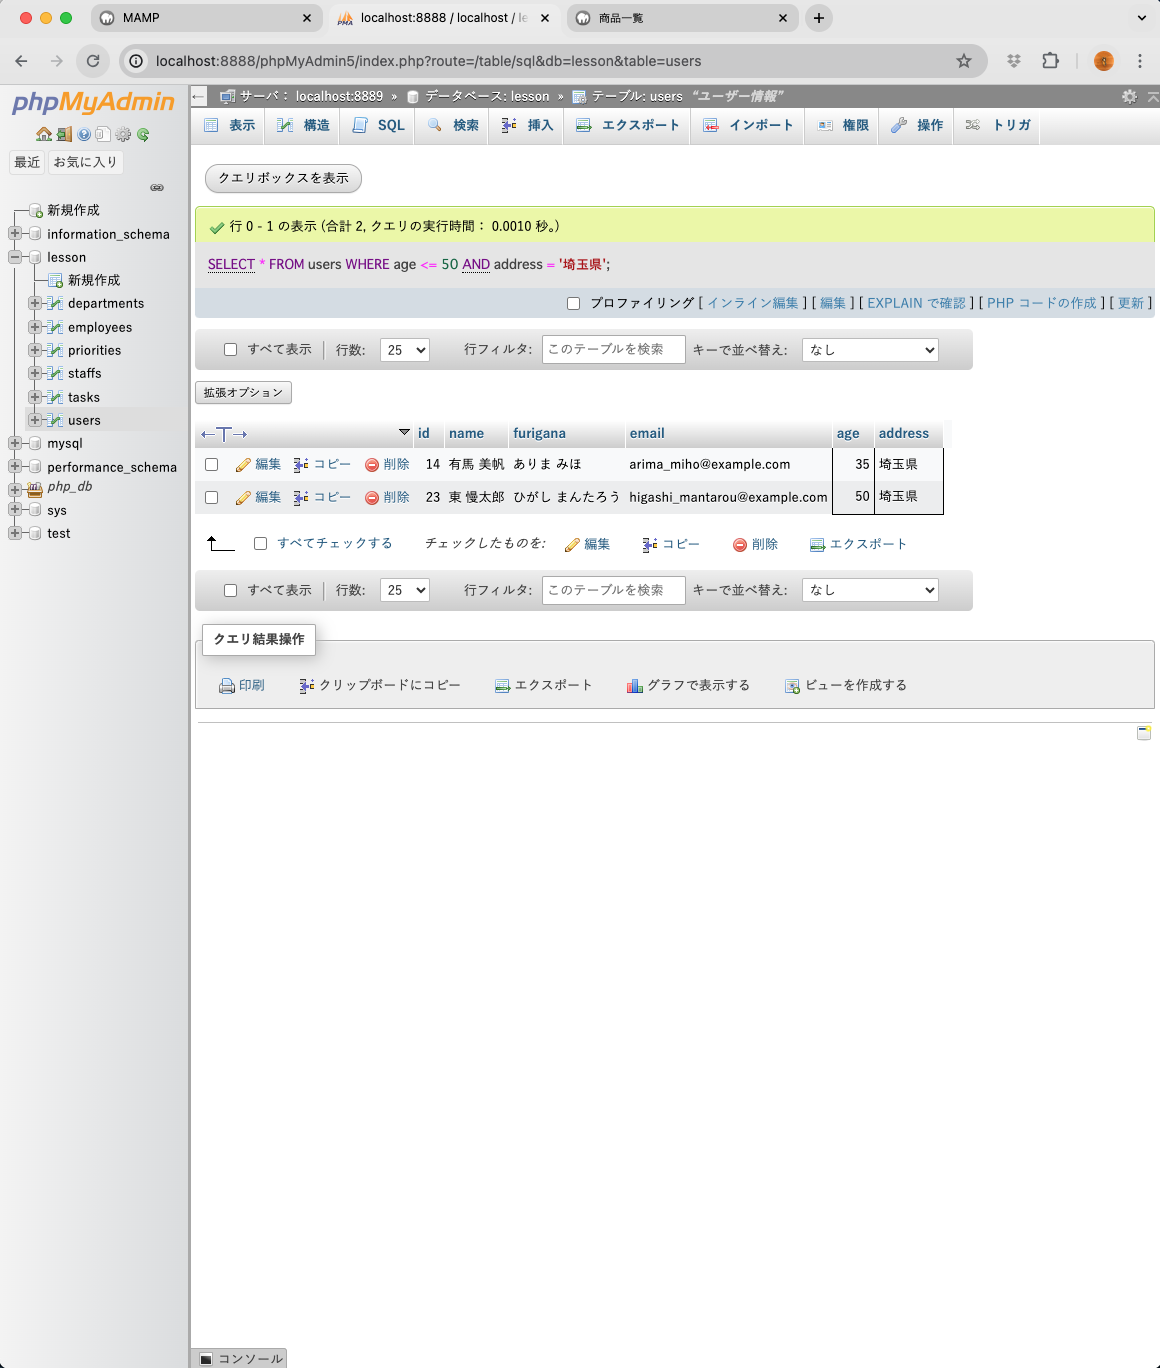 MAMP
localhost:8888 / localhost / le
商品一覧
localhost:8888/phpMyAdmin5/index.php?route=/table/sql&db=lesson&table=users
phpMyAdmin
最近 お気に入り
新規作成
information_schema
lesson
新規作成
departments
employees
priorities
staffs
tasks
users
mysql
performance_schema
php_db
sys
test
サーバ: localhost:8889 » データベース: lesson » テーブル: users "ユーザー情報"
表示 構造 SQL 検索 挿入 エクスポート インポート 権限 操作 トリガ
クエリボックスを表示
行 0 - 1 の表示 (合計 2, クエリの実行時間: 0.0010 秒。)
SELECT * FROM users WHERE age <= 50 AND address = '埼玉県';
プロファイリング [ インライン編集 ] [ 編集 ] [ EXPLAIN で確認 ] [ PHP コードの作成 ] [ 更新 ]
すべて表示 行数: 25 行フィルタ: このテーブルを検索 キーで並べ替え: なし
拡張オプション
id name furigana email age address
編集 コピー 削除 14 有馬 美帆 ありま みほ arima_miho@example.com 35 埼玉県
編集 コピー 削除 23 東 慢太郎 ひがし まんたろう higashi_mantarou@example.com 50 埼玉県
すべてチェックする チェックしたものを: 編集 コピー 削除 エクスポート
すべて表示 行数: 25 行フィルタ: このテーブルを検索 キーで並べ替え: なし
クエリ結果操作
印刷 クリップボードにコピー エクスポート グラフで表示する ビューを作成する
コンソール